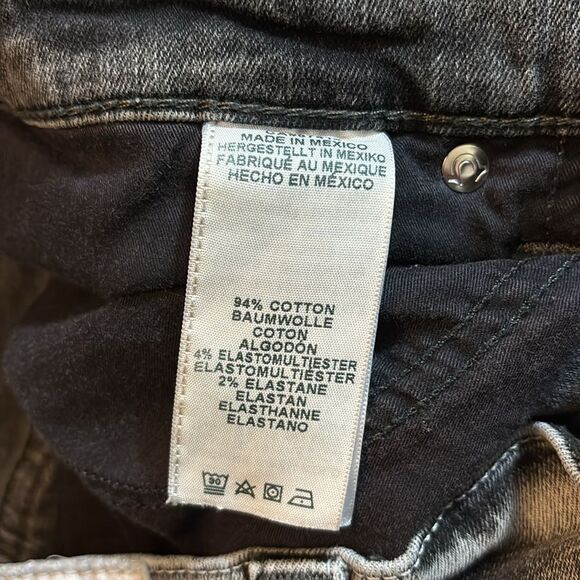 MADE IN MEXICO
HERGESTELLT IN MEXIKO
FABRIQUÉ AU MEXIQUE
HECHO EN MÉXICO
94% COTTON
BAUMWOLLE
COTON
ALGODÓN
4% ELASTOMULTIESTER
ELASTOMULTIESTER
2% ELASTANE
ELASTAN
ELASTHANNE
ELASTANO
30